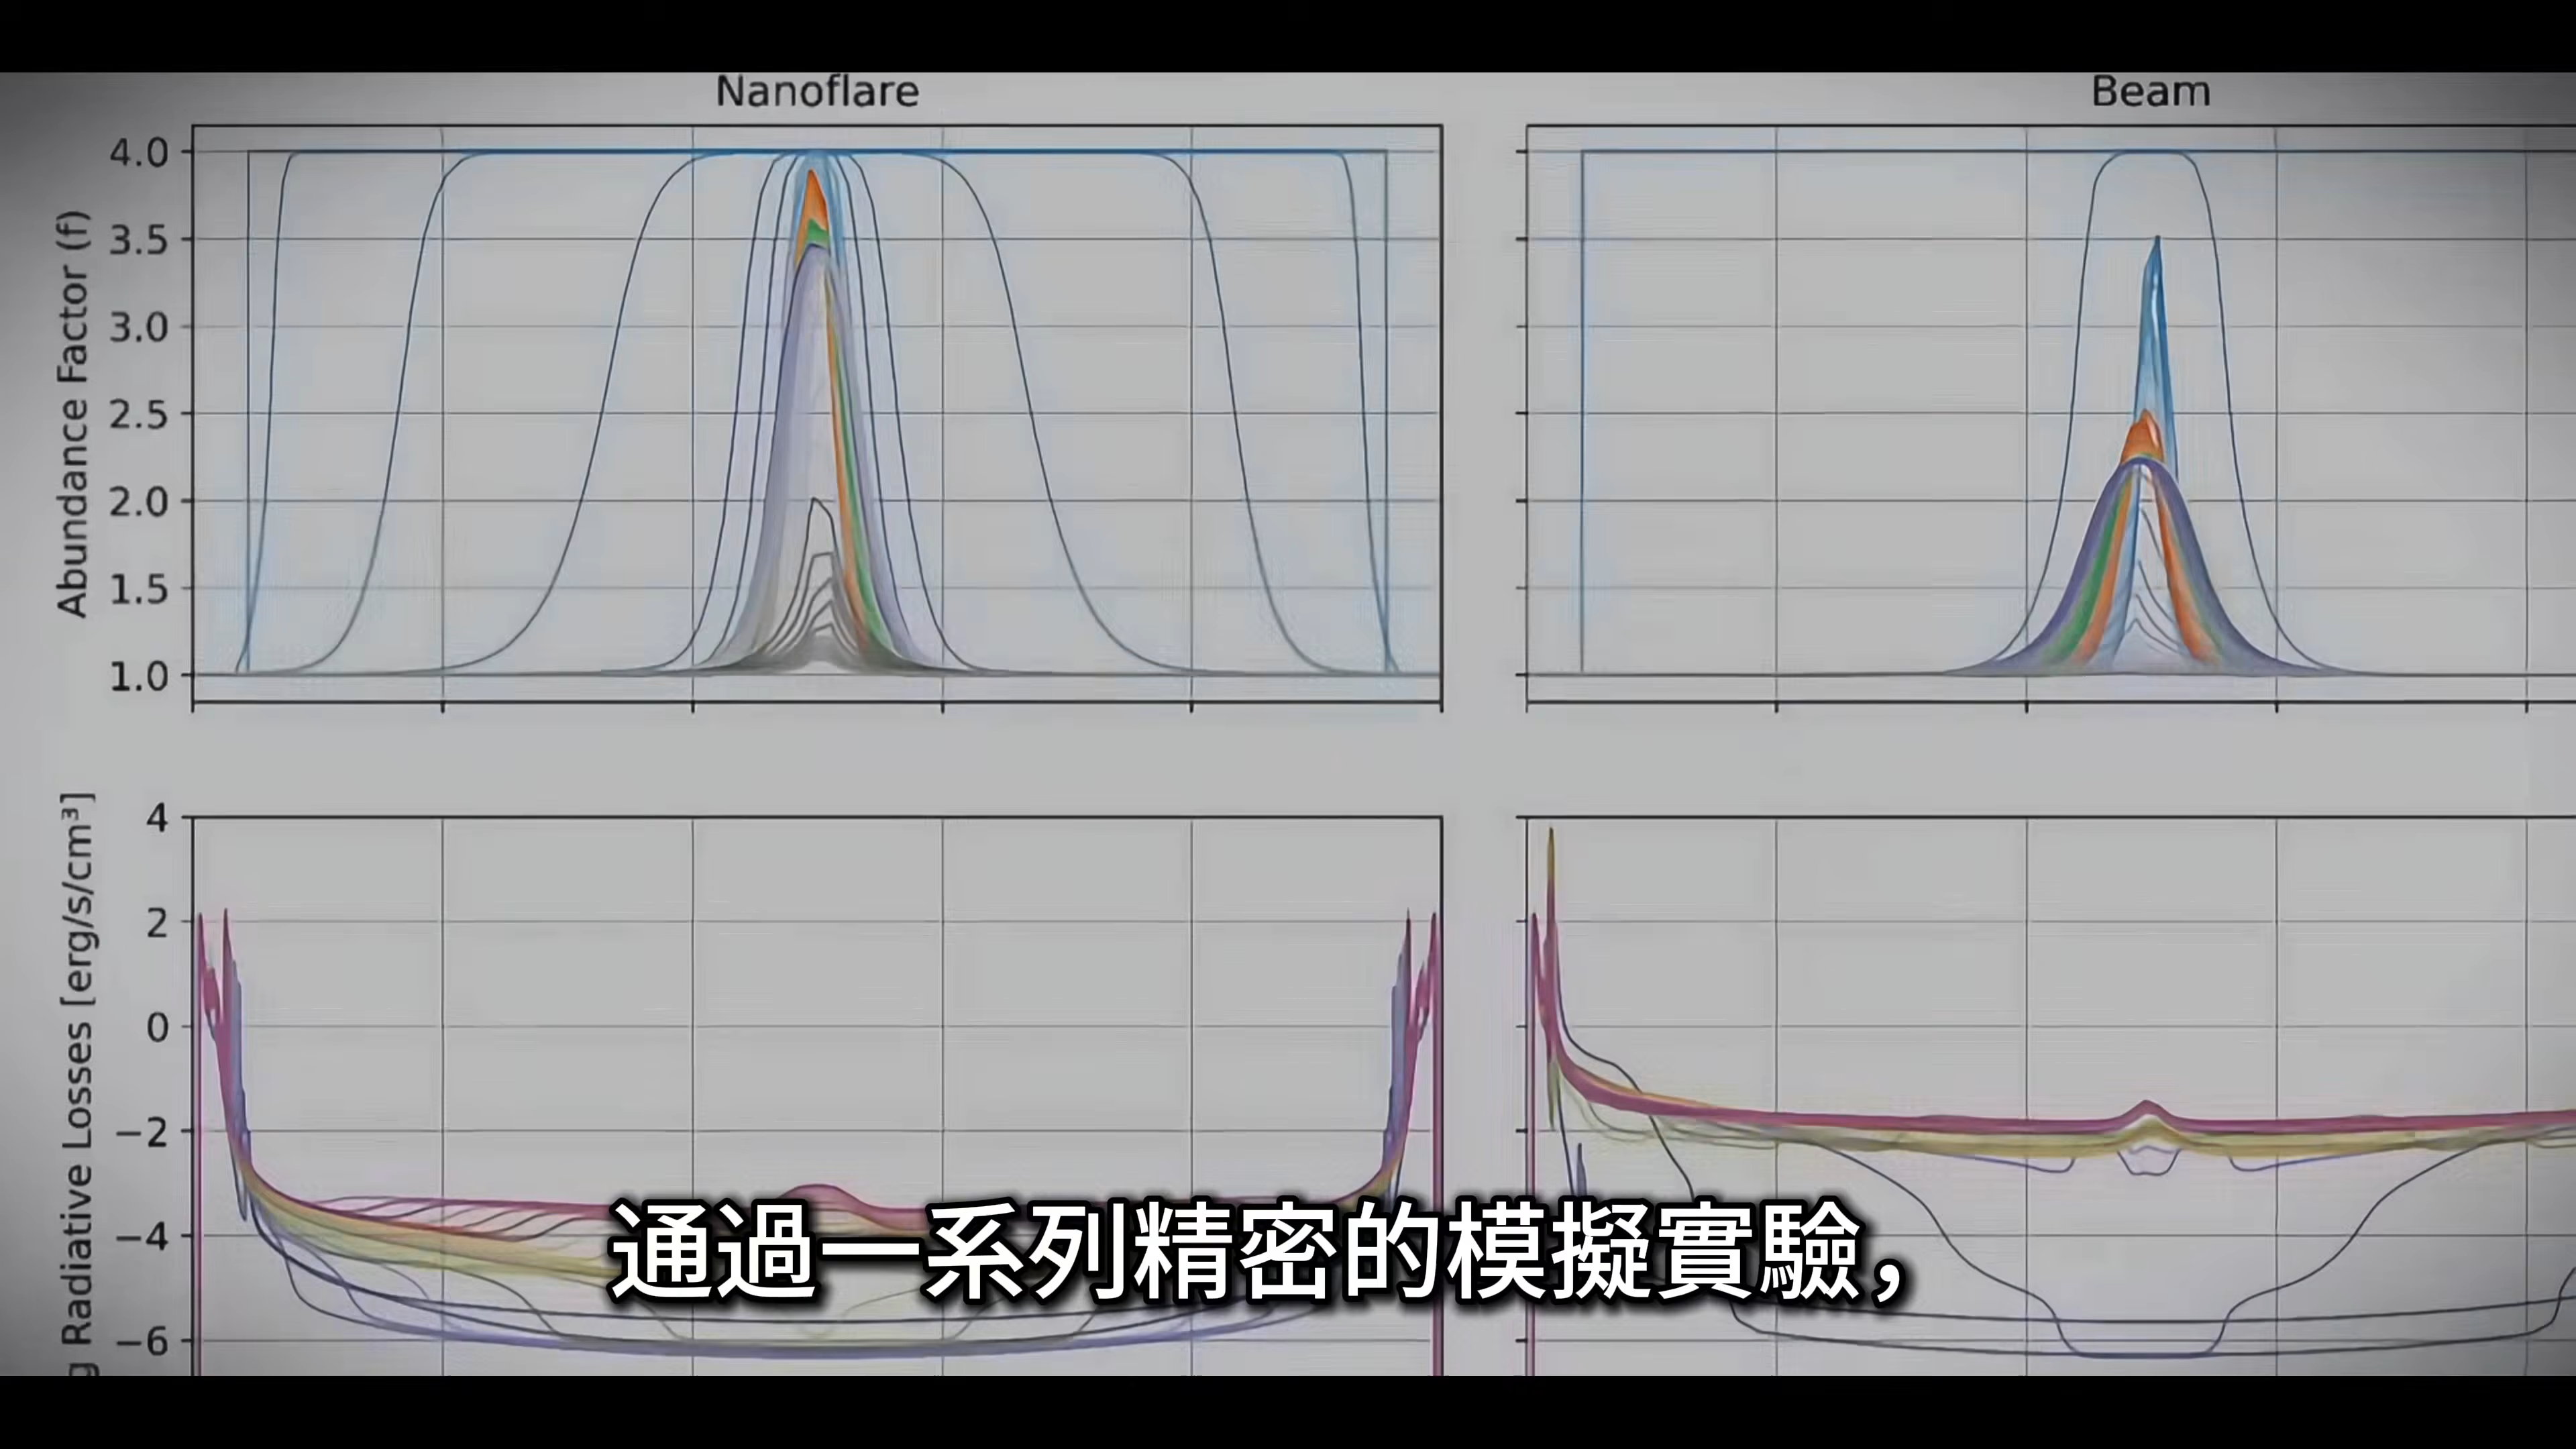 Nanoflare
Beam
Abundance Factor (f)
4.0
3.5
3.0
2.5
2.0
1.5
1.0
g Radiative Losses [erg/s/cm³]
4
2
0
−2
−4
−6
通過一系列精密的模擬實驗，